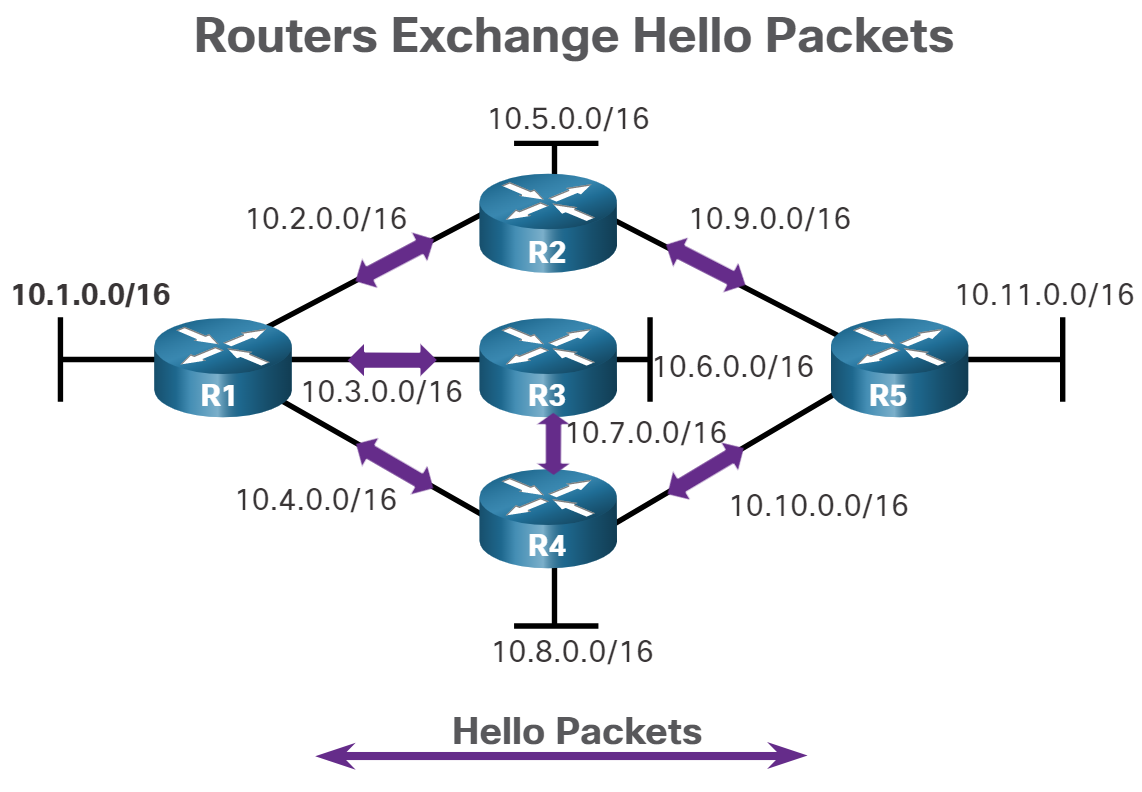 Routers Exchange Hello Packets
10.5.0.0/16
10.2.0.0/16
10.9.0.0/16
R2
10.1.0.0/16
10.11.0.0/16
R1
10.3.0.0/16
R3
10.6.0.0/16
R5
10.7.0.0/16
10.4.0.0/16
10.10.0.0/16
R4
10.8.0.0/16
Hello Packets